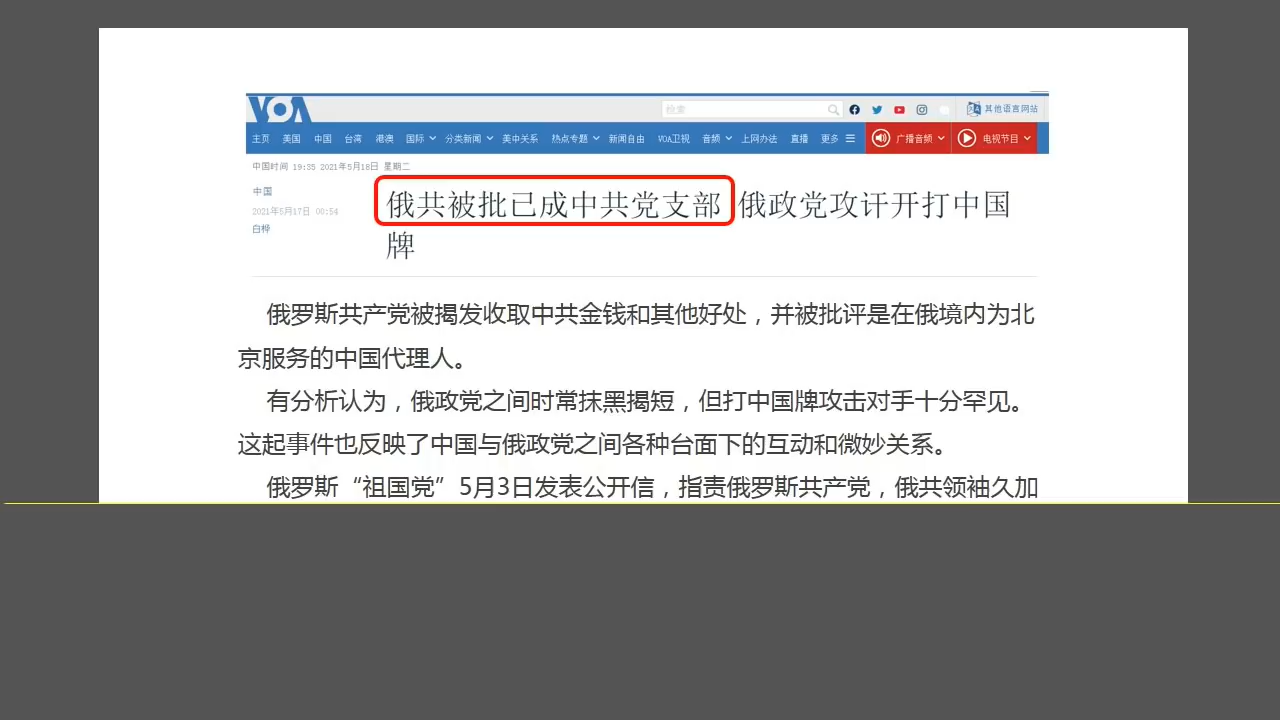 VOA
检索
其他语言网站
主页 美国 中国 台湾 港澳 国际 分类新闻 美中关系 热点专题 新闻自由 VOA卫视 音频 上网办法 直播 更多 广播音频 电视节目
中国时间 19:35 2021年5月18日 星期二
中国
2021年5月17日 00:54
白桦
俄共被批已成中共党支部 俄政党攻讦开打中国
牌
俄罗斯共产党被揭发收取中共金钱和其他好处，并被批评是在俄境内为北
京服务的中国代理人。
有分析认为，俄政党之间时常抹黑揭短，但打中国牌攻击对手十分罕见。
这起事件也反映了中国与俄政党之间各种台面下的互动和微妙关系。
俄罗斯“祖国党”5月3日发表公开信，指责俄罗斯共产党，俄共领袖久加